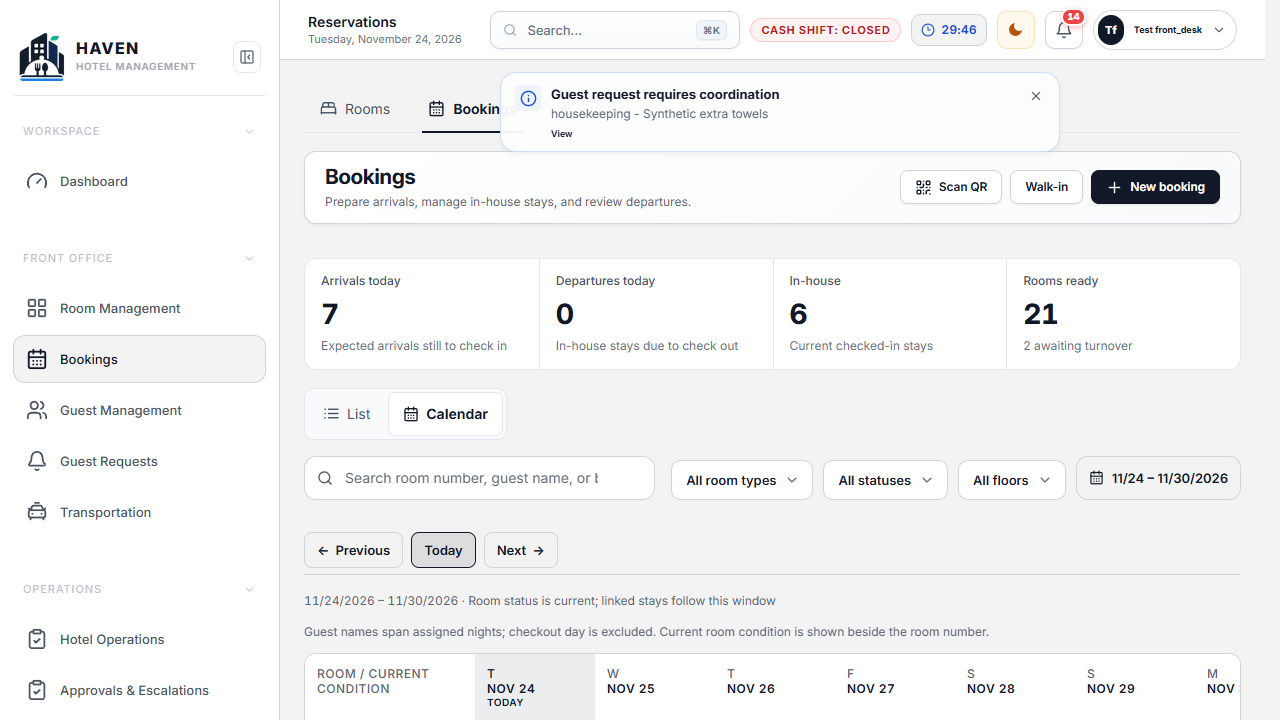 HAVEN
HOTEL MANAGEMENT
WORKSPACE
Dashboard
FRONT OFFICE
Room Management
Bookings
Guest Management
Guest Requests
Transportation
OPERATIONS
Hotel Operations
Approvals & Escalations
Reservations
Tuesday, November 24, 2026
Search...
⌘K
CASH SHIFT: CLOSED
29:46
14
Tf
Test front_desk
Guest request requires coordination
housekeeping - Synthetic extra towels
View
Rooms
Bookings
Bookings
Prepare arrivals, manage in-house stays, and review departures.
Scan QR
Walk-in
New booking
Arrivals today
7
Expected arrivals still to check in
Departures today
0
In-house stays due to check out
In-house
6
Current checked-in stays
Rooms ready
21
2 awaiting turnover
List
Calendar
Search room number, guest name, or
All room types
All statuses
All floors
11/24 – 11/30/2026
← Previous
Today
Next →
11/24/2026 – 11/30/2026 · Room status is current; linked stays follow this window
Guest names span assigned nights; checkout day is excluded. Current room condition is shown beside the room number.
ROOM / CURRENT
CONDITION
T
NOV 24
TODAY
W
NOV 25
T
NOV 26
F
NOV 27
S
NOV 28
S
NOV 29
M
NOV